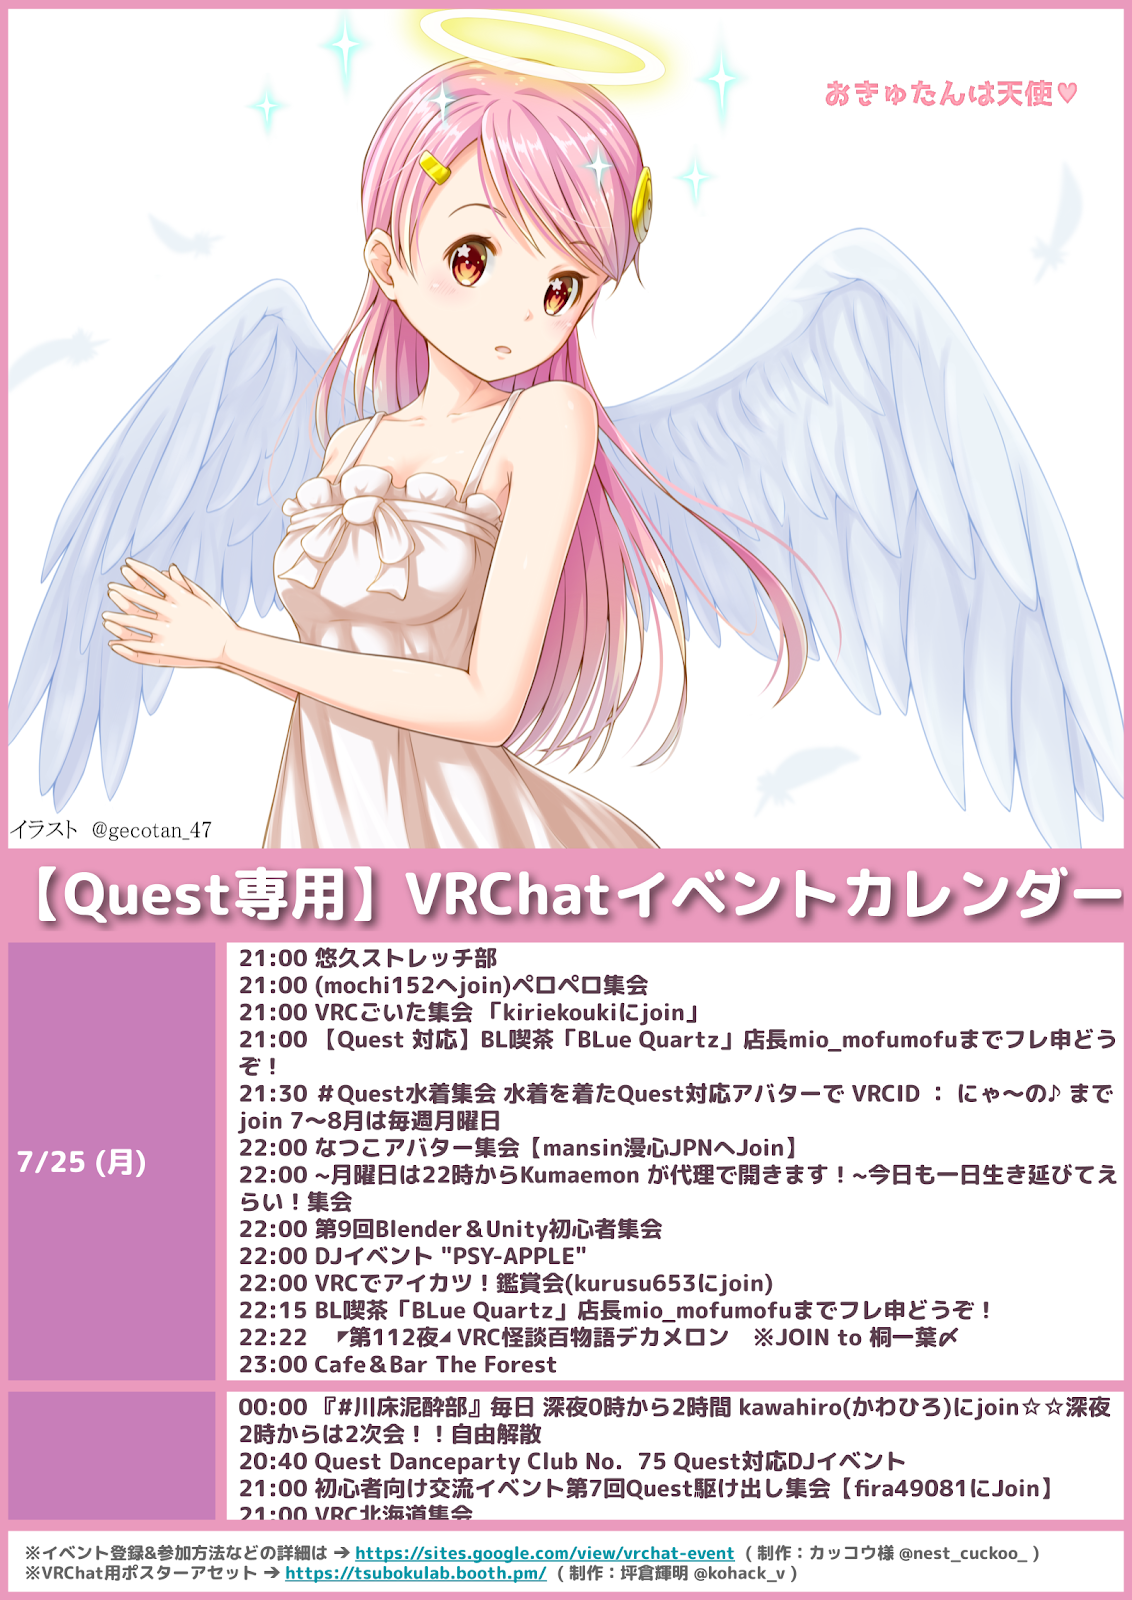 おきゅたんは天使♥
イラスト @gecotan_47
【Quest専用】VRChatイベントカレンダー
7/25 (月)
21:00 悠久ストレッチ部
21:00 (mochi152へjoin)ペロペロ集会
21:00 VRCごいた集会 「kiriekoukiにjoin」
21:00 【Quest 対応】BL喫茶「BLue Quartz」店長mio_mofumofuまでフレ申どう
ぞ！
21:30 ＃Quest水着集会 水着を着たQuest対応アバターで VRCID ： にゃ〜の♪ まで
join 7〜8月は毎週月曜日
22:00 なつこアバター集会【mansin漫心JPNへJoin】
22:00 ~月曜日は22時からKumaemon が代理で開きます！~今日も一日生き延びてえ
らい！集会
22:00 第9回Blender＆Unity初心者集会
22:00 DJイベント "PSY-APPLE"
22:00 VRCでアイカツ！鑑賞会(kurusu653にjoin)
22:15 BL喫茶「BLue Quartz」店長mio_mofumofuまでフレ申どうぞ！
22:22 ◤第112夜◢ VRC怪談百物語デカメロン ※JOIN to 桐一葉〆
23:00 Cafe＆Bar The Forest
00:00 『#川床泥酔部』毎日 深夜0時から2時間 kawahiro(かわひろ)にjoin☆☆深夜
2時からは2次会！！自由解散
20:40 Quest Danceparty Club No．75 Quest対応DJイベント
21:00 初心者向け交流イベント第7回Quest駆け出し集会【fira49081にJoin】
21:00 VRC北海道集会
※イベント登録&参加方法などの詳細は ➔ https://sites.google.com/view/vrchat-event ( 制作：カッコウ様 @nest_cuckoo_ )
※VRChat用ポスターアセット ➔ https://tsubokulab.booth.pm/ ( 制作：坪倉輝明 @kohack_v )